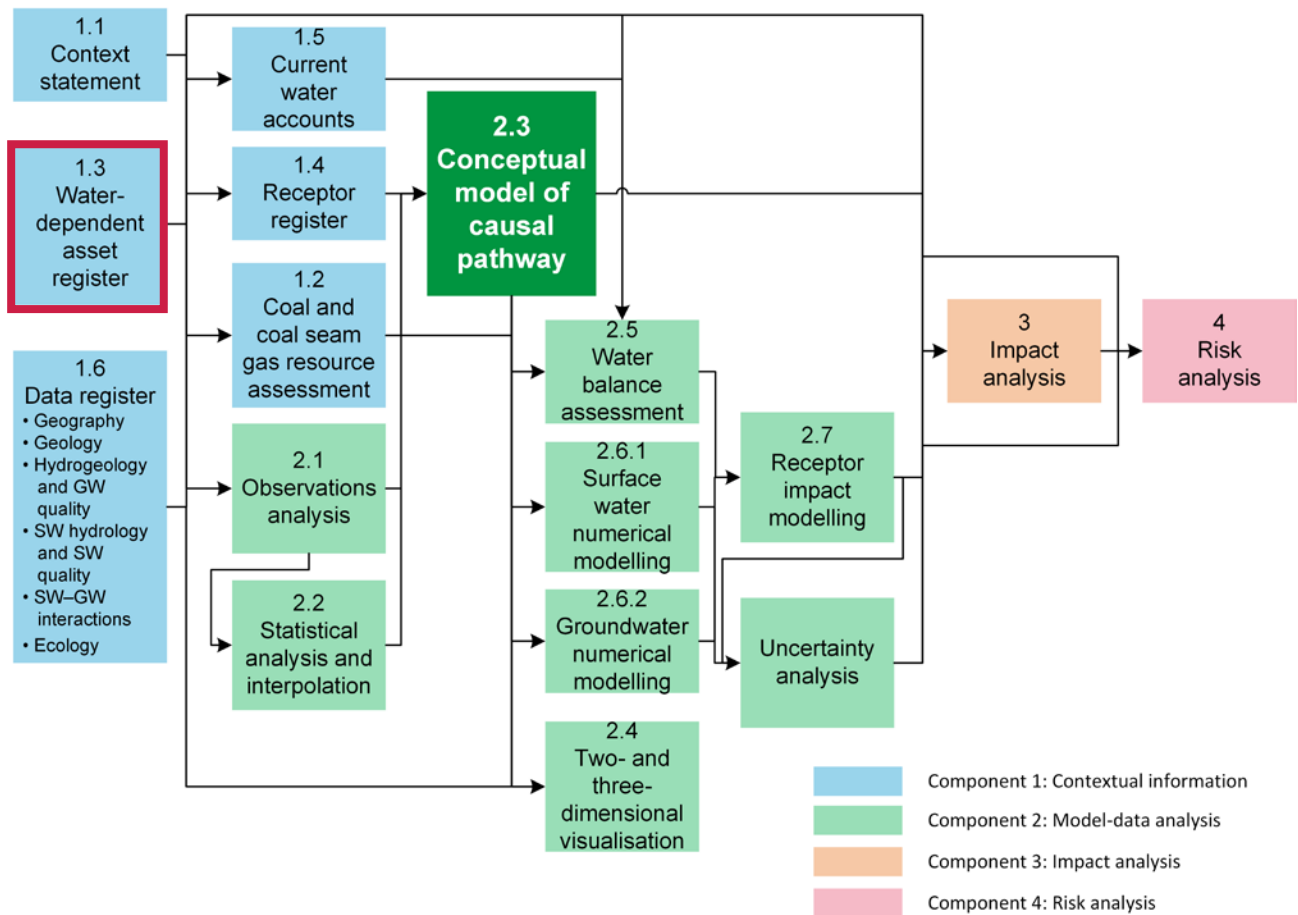 1.1
Context
statement
1.3
Water-
dependent
asset
register
1.6
Data register
• Geography
• Geology
• Hydrogeology
and GW
quality
• SW hydrology
and SW
quality
• SW–GW
interactions
• Ecology
1.5
Current
water
accounts
1.4
Receptor
register
1.2
Coal and
coal seam
gas resource
assessment
2.1
Observations
analysis
2.2
Statistical
analysis and
interpolation
2.3
Conceptual
model of
causal
pathway
2.5
Water
balance
assessment
2.6.1
Surface
water
numerical
modelling
2.6.2
Groundwater
numerical
modelling
2.4
Two- and
three-
dimensional
visualisation
2.7
Receptor
impact
modelling
Uncertainty
analysis
3
Impact
analysis
4
Risk
analysis
Component 1: Contextual information
Component 2: Model-data analysis
Component 3: Impact analysis
Component 4: Risk analysis